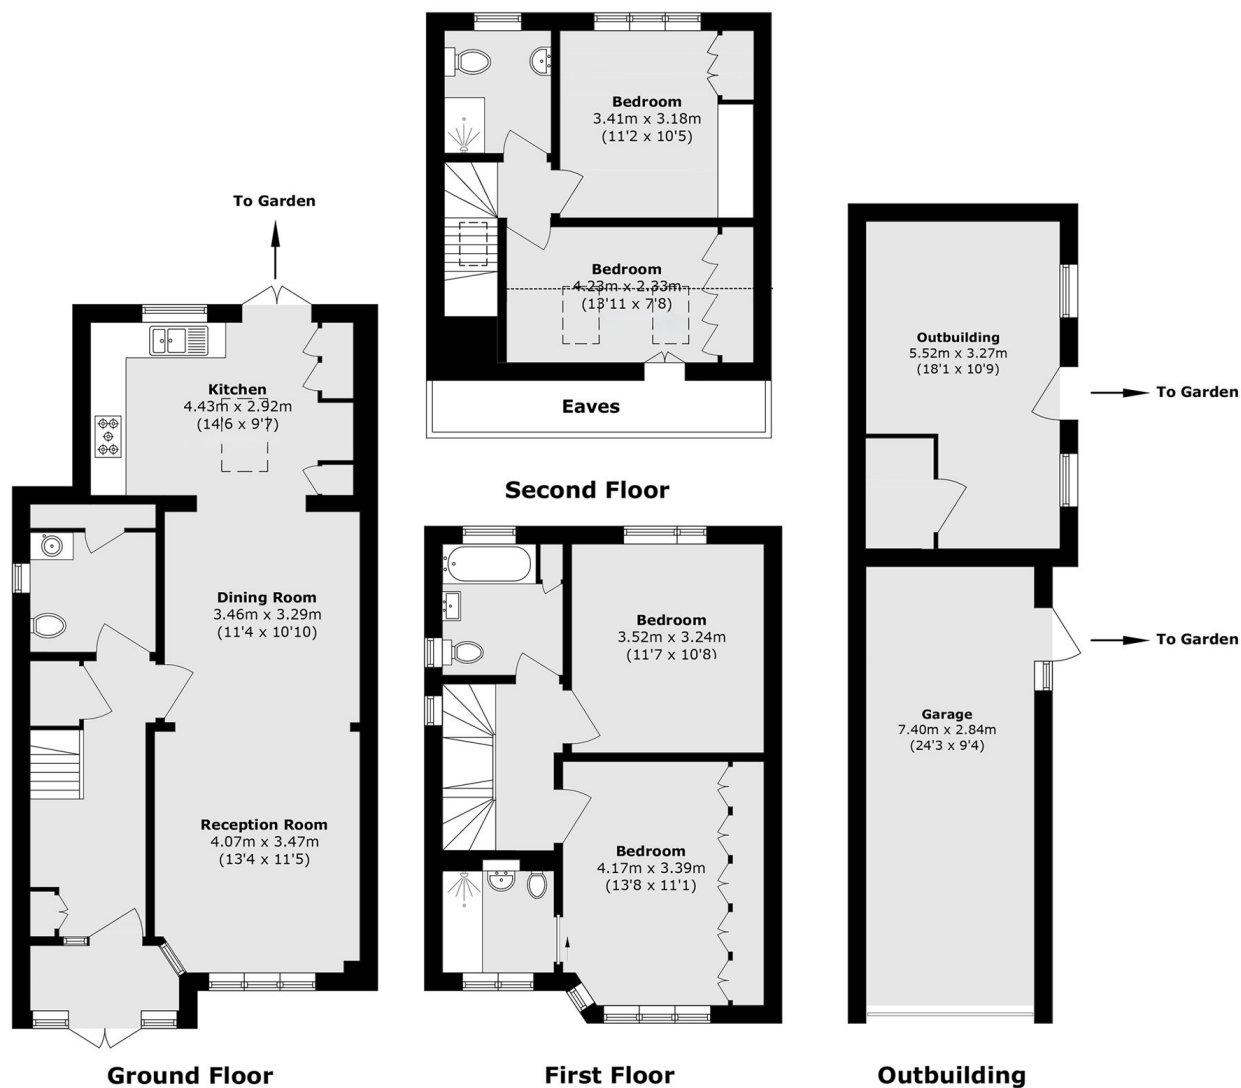 To Garden
Kitchen
4.43m x 2.92m
(14'6 x 9'7)
Dining Room
3.46m x 3.29m
(11'4 x 10'10)
Reception Room
4.07m x 3.47m
(13'4 x 11'5)
Ground Floor
Bedroom
3.41m x 3.18m
(11'2 x 10'5)
Bedroom
4.23m x 2.33m
(13'11 x 7'8)
Eaves
Second Floor
Bedroom
3.52m x 3.24m
(11'7 x 10'8)
Bedroom
4.17m x 3.39m
(13'8 x 11'1)
First Floor
Outbuilding
5.52m x 3.27m
(18'1 x 10'9)
To Garden
To Garden
Garage
7.40m x 2.84m
(24'3 x 9'4)
Outbuilding